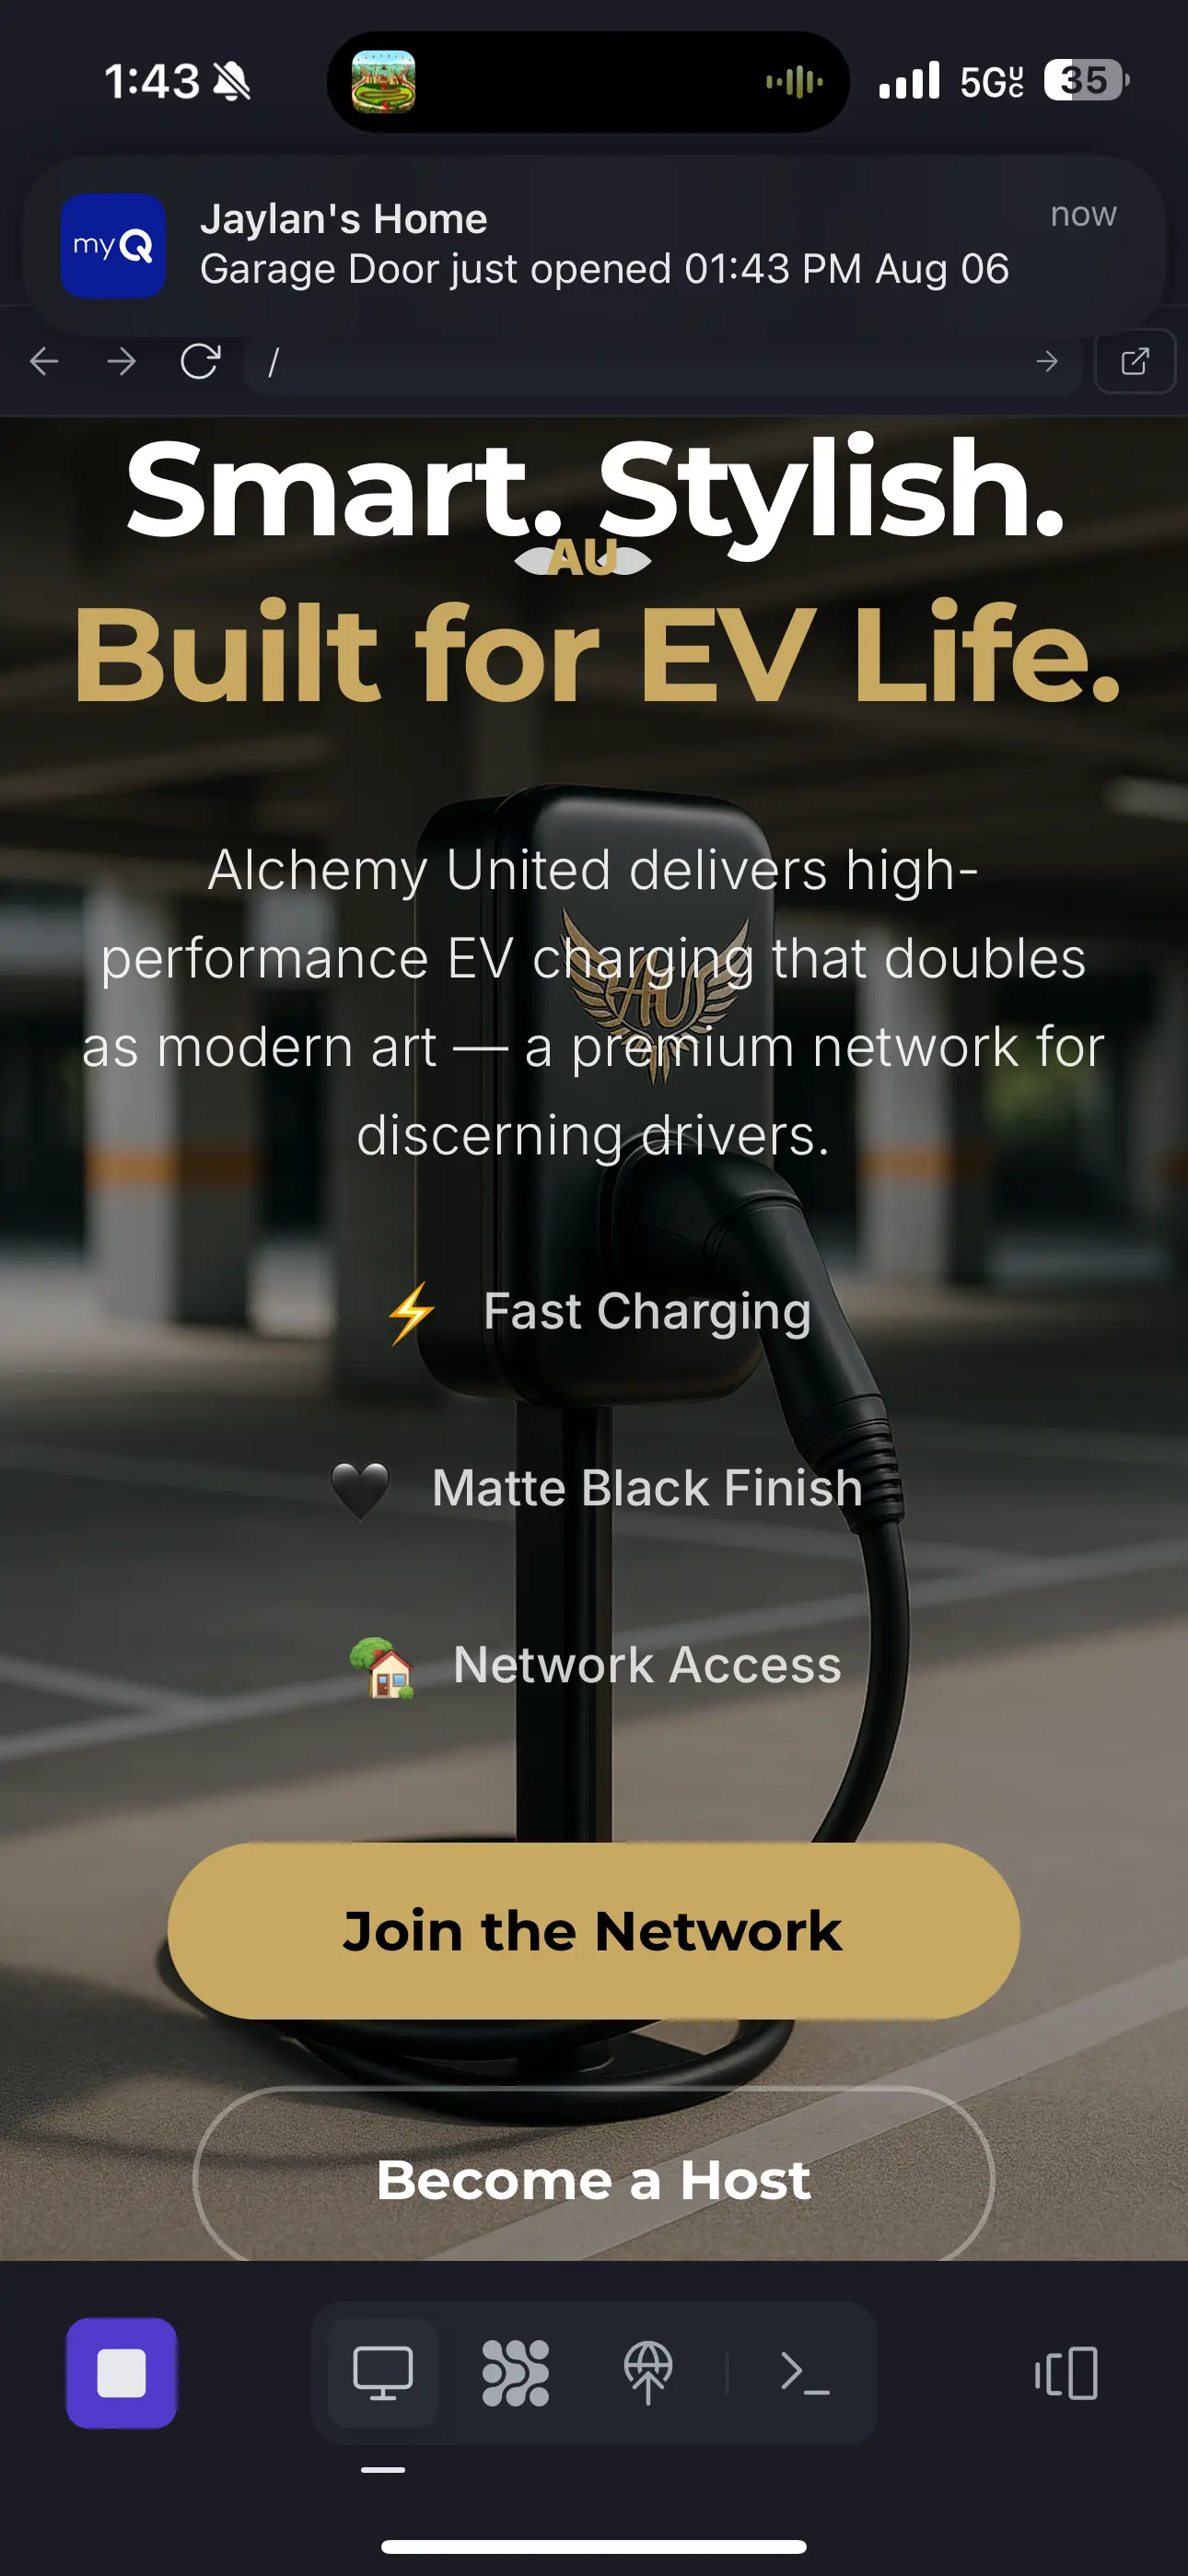 1:43
5GUC
35
myQ
Jaylan's Home
now
Garage Door just opened 01:43 PM Aug 06
/
Smart. Stylish.
AU
Built for EV Life.
Alchemy United delivers high-
performance EV charging that doubles
AU
as modern art — a premium network for
discerning drivers.
⚡ Fast Charging
🖤 Matte Black Finish
🏡 Network Access
Join the Network
Become a Host